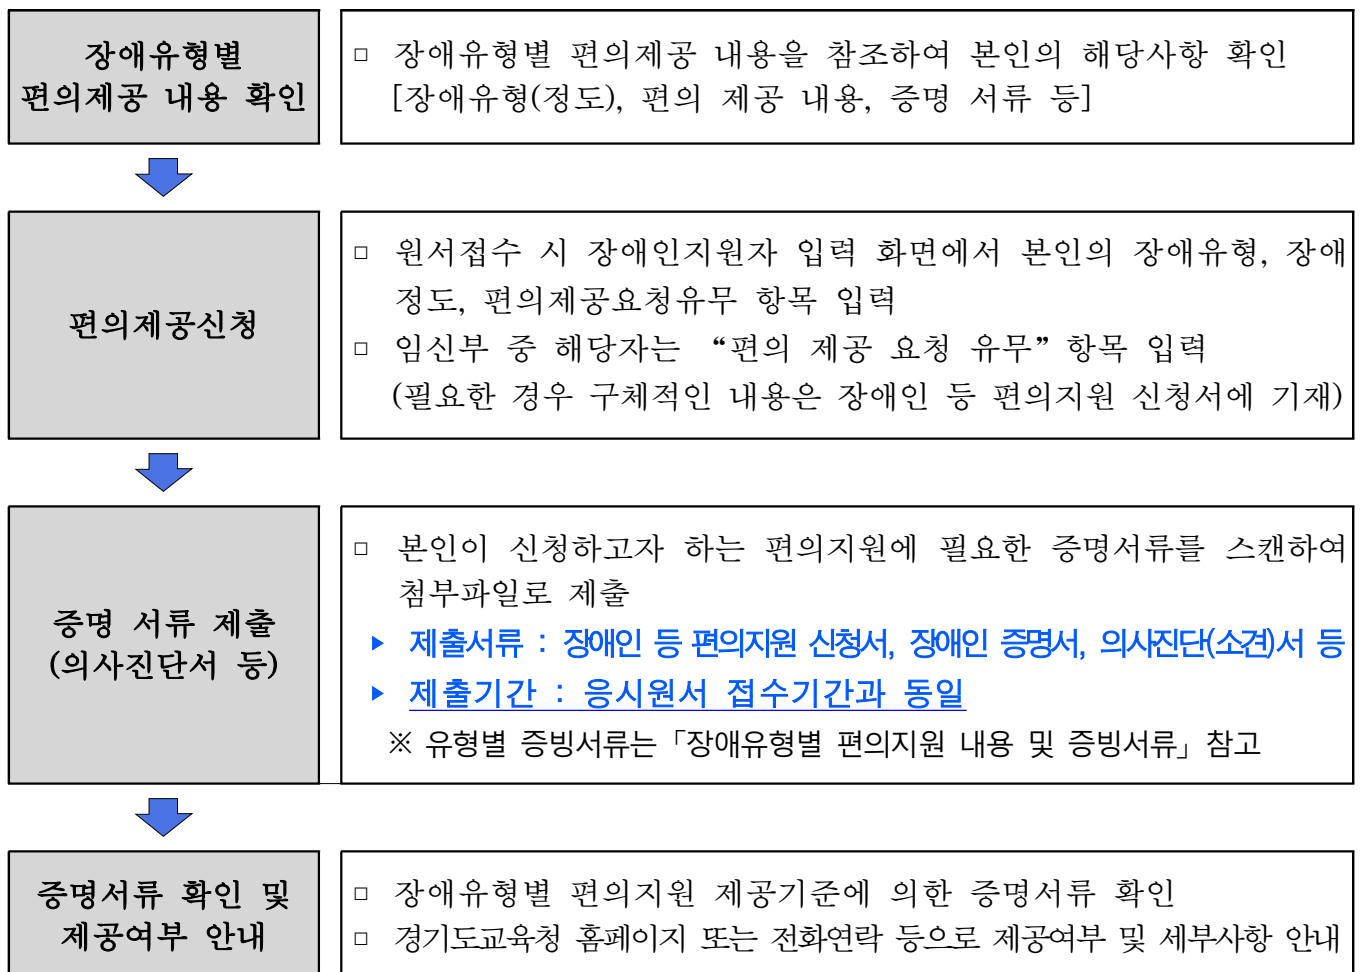 장애유형별
편의제공 내용 확인
□ 장애유형별 편의제공 내용을 참조하여 본인의 해당사항 확인
[장애유형(정도), 편의 제공 내용, 증명 서류 등]
편의제공신청
□ 원서접수 시 장애인지원자 입력 화면에서 본인의 장애유형, 장애
정도, 편의제공요청유무 항목 입력
□ 임신부 중 해당자는 “편의 제공 요청 유무” 항목 입력
(필요한 경우 구체적인 내용은 장애인 등 편의지원 신청서에 기재)
증명 서류 제출
(의사진단서 등)
□ 본인이 신청하고자 하는 편의지원에 필요한 증명서류를 스캔하여
첨부파일로 제출
▶ 제출서류 : 장애인 등 편의지원 신청서, 장애인 증명서, 의사진단(소견)서 등
▶ 제출기간 : 응시원서 접수기간과 동일
※ 유형별 증빙서류는「장애유형별 편의지원 내용 및 증빙서류」참고
증명서류 확인 및
제공여부 안내
□ 장애유형별 편의지원 제공기준에 의한 증명서류 확인
□ 경기도교육청 홈페이지 또는 전화연락 등으로 제공여부 및 세부사항 안내